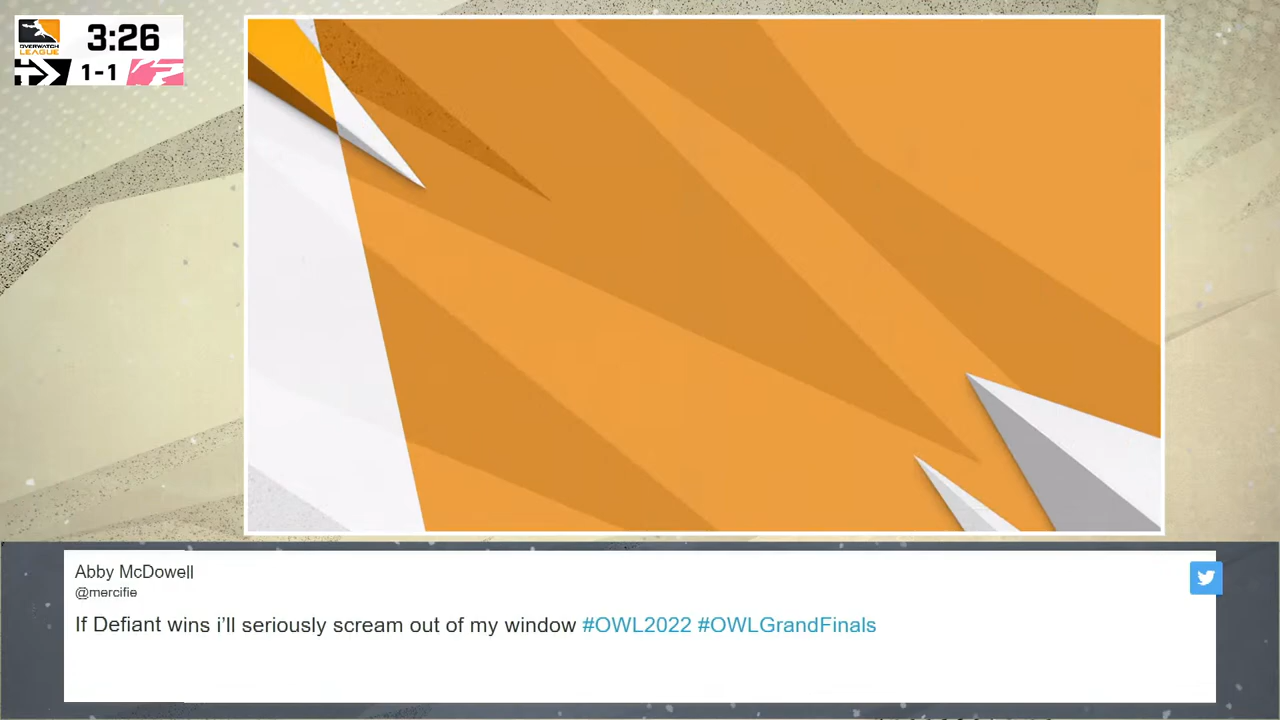 OVERWATCH
LEAGUE
3:26
1-1
Abby McDowell
@mercifie
If Defiant wins i'll seriously scream out of my window #OWL2022 #OWLGrandFinals